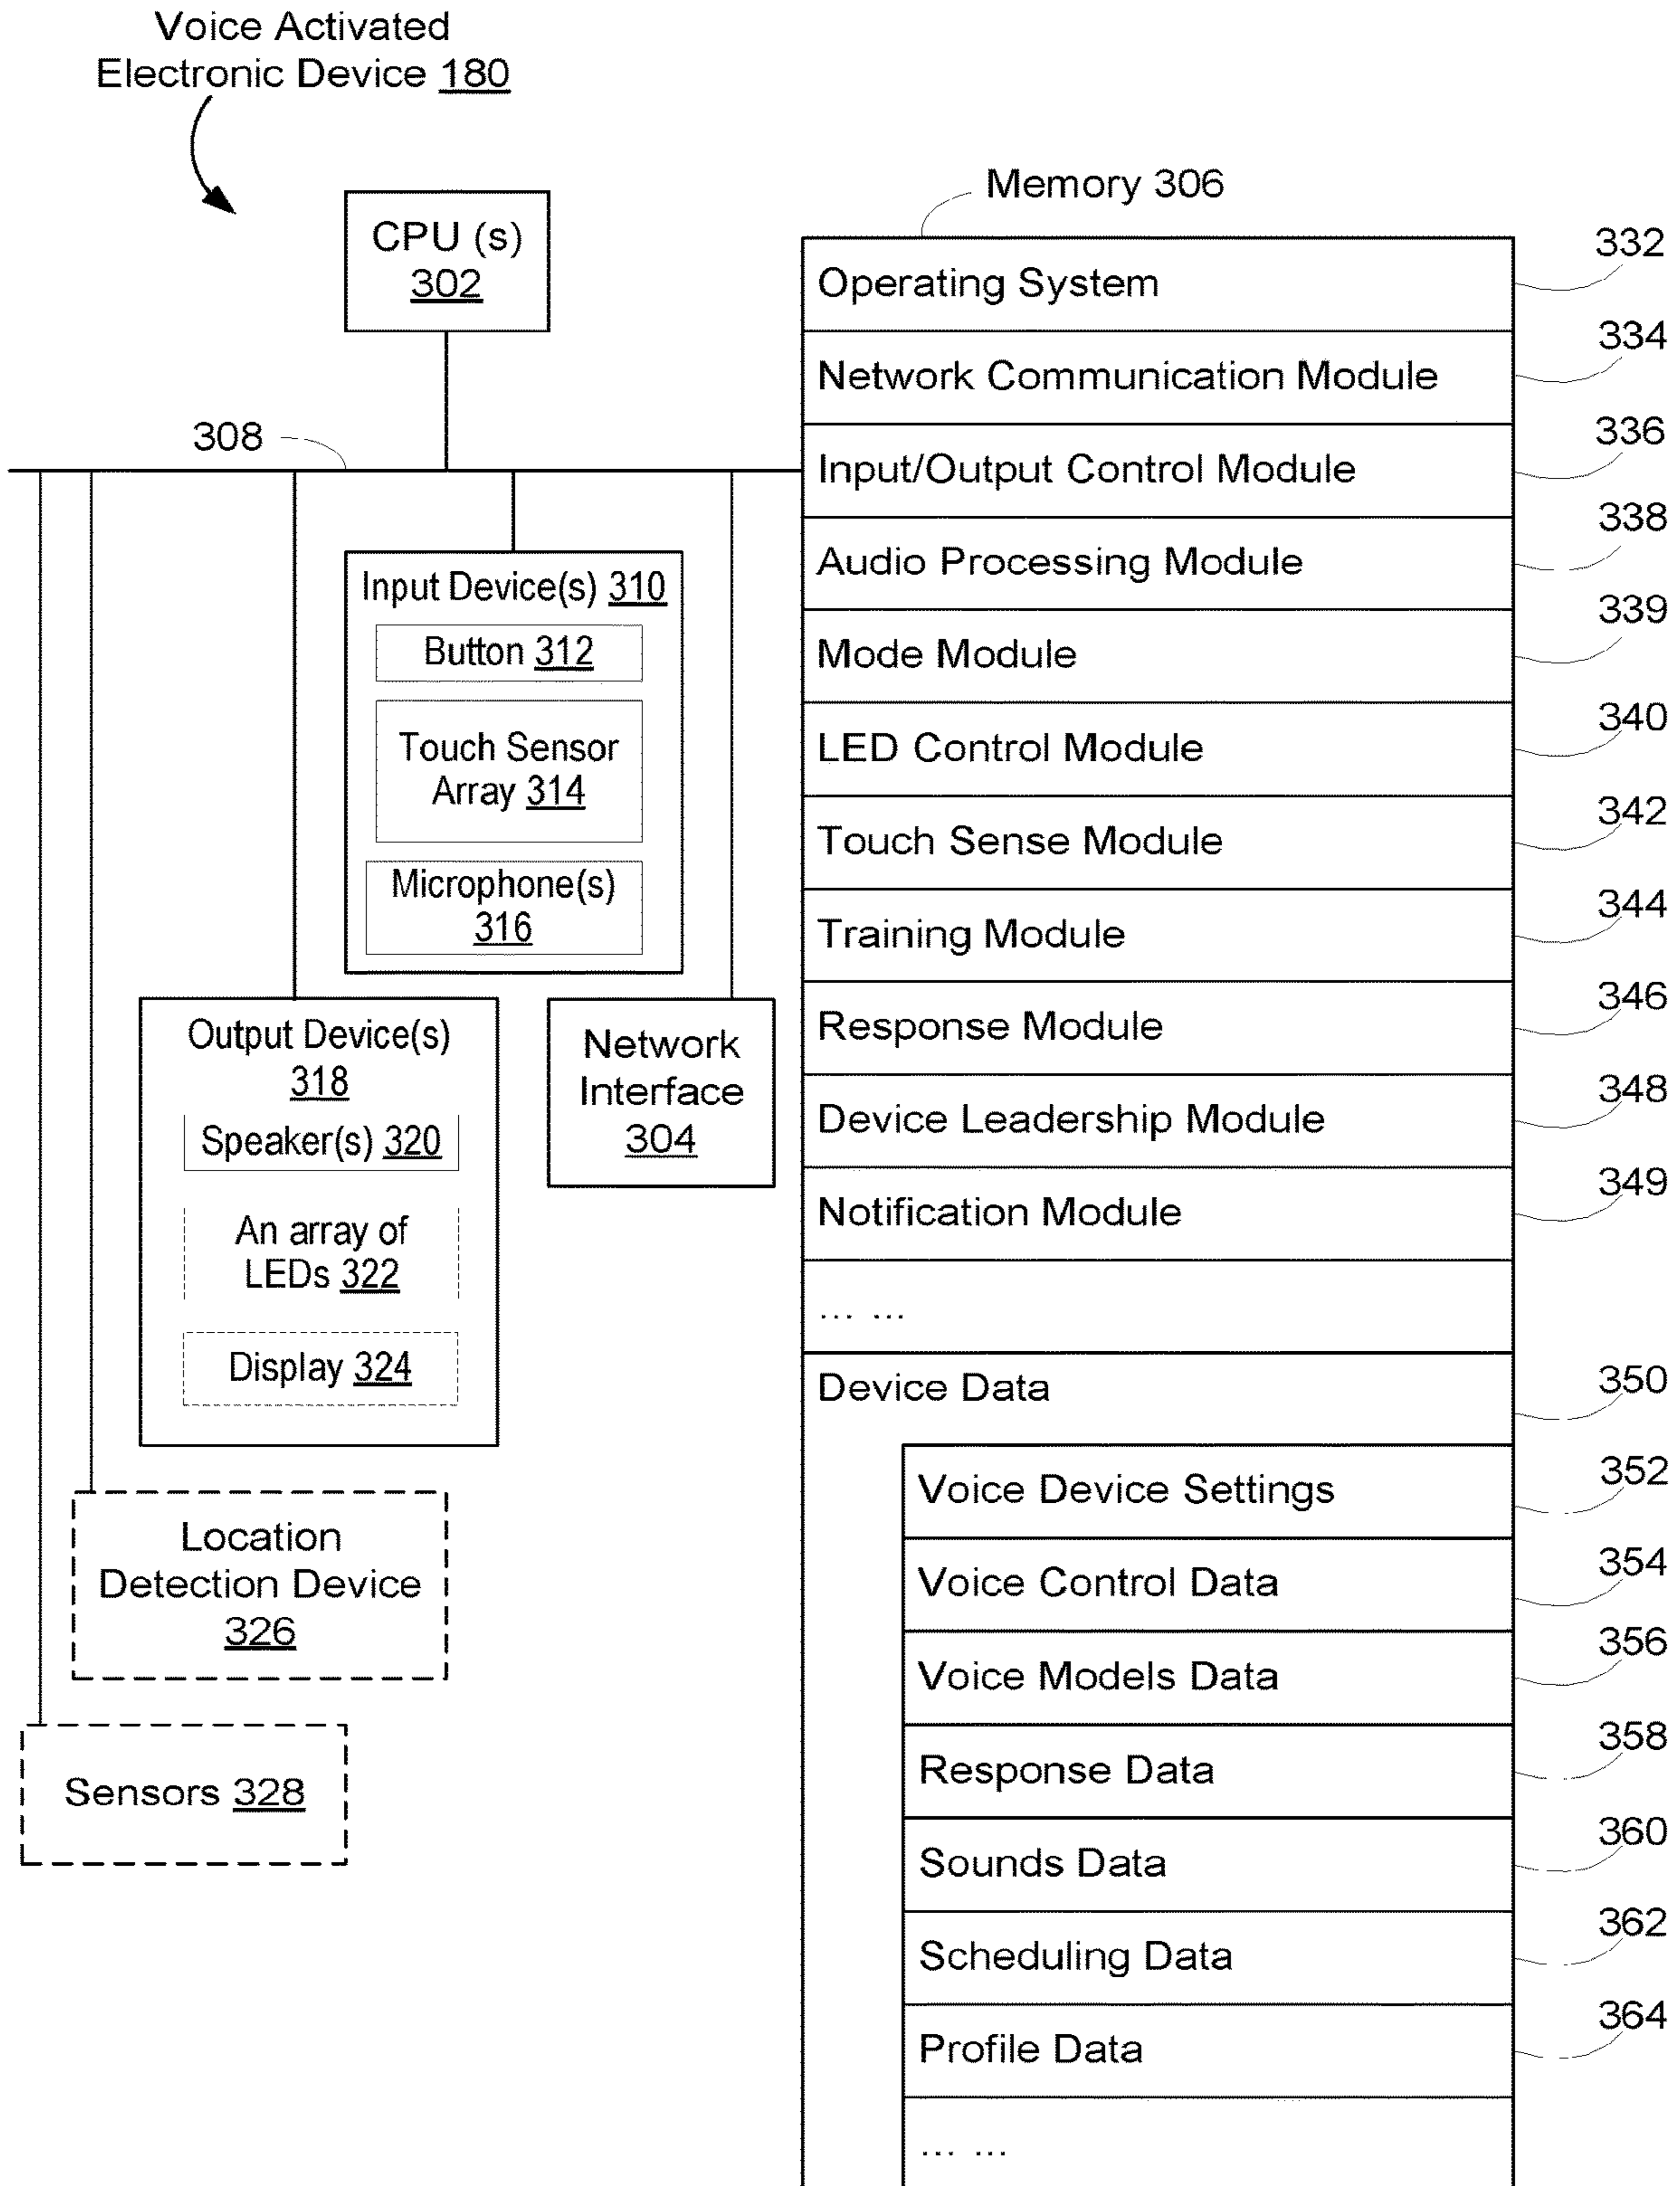 Voice Activated
Electronic Device 180
CPU (s)
302
308
Input Device(s) 310
Button 312
Touch Sensor
Array 314
Microphone(s)
316
Output Device(s)
318
Speaker(s) 320
An array of
LEDs 322
Display 324
Network
Interface
304
Location
Detection Device
326
Sensors 328
Memory 306
Operating System 332
Network Communication Module 334
Input/Output Control Module 336
Audio Processing Module 338
Mode Module 339
LED Control Module 340
Touch Sense Module 342
Training Module 344
Response Module 346
Device Leadership Module 348
Notification Module 349
... ...
Device Data 350
Voice Device Settings 352
Voice Control Data 354
Voice Models Data 356
Response Data 358
Sounds Data 360
Scheduling Data 362
Profile Data 364
... ...